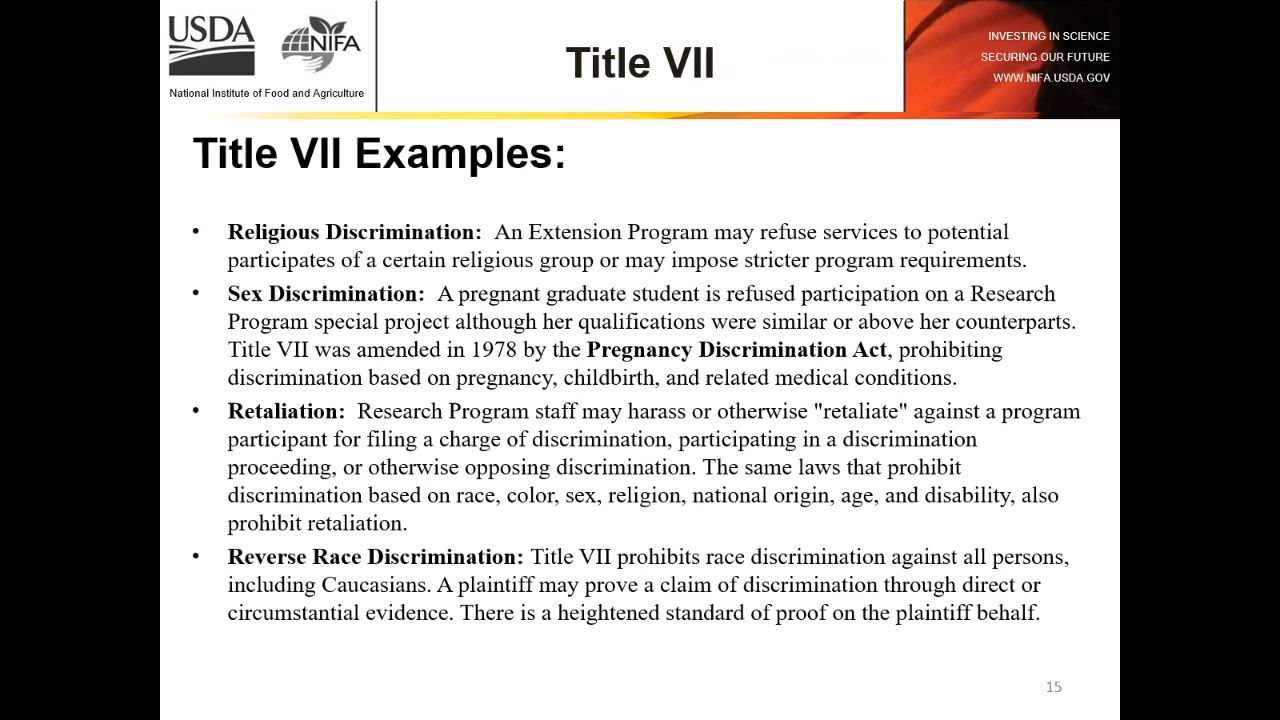 USDA
NIFA
National Institute of Food and Agriculture
Title VII
INVESTING IN SCIENCE
SECURING OUR FUTURE
WWW.NIFA.USDA.GOV
Title VII Examples:
• Religious Discrimination: An Extension Program may refuse services to potential
participates of a certain religious group or may impose stricter program requirements.
• Sex Discrimination: A pregnant graduate student is refused participation on a Research
Program special project although her qualifications were similar or above her counterparts.
Title VII was amended in 1978 by the Pregnancy Discrimination Act, prohibiting
discrimination based on pregnancy, childbirth, and related medical conditions.
• Retaliation: Research Program staff may harass or otherwise "retaliate" against a program
participant for filing a charge of discrimination, participating in a discrimination
proceeding, or otherwise opposing discrimination. The same laws that prohibit
discrimination based on race, color, sex, religion, national origin, age, and disability, also
prohibit retaliation.
• Reverse Race Discrimination: Title VII prohibits race discrimination against all persons,
including Caucasians. A plaintiff may prove a claim of discrimination through direct or
circumstantial evidence. There is a heightened standard of proof on the plaintiff behalf.
15